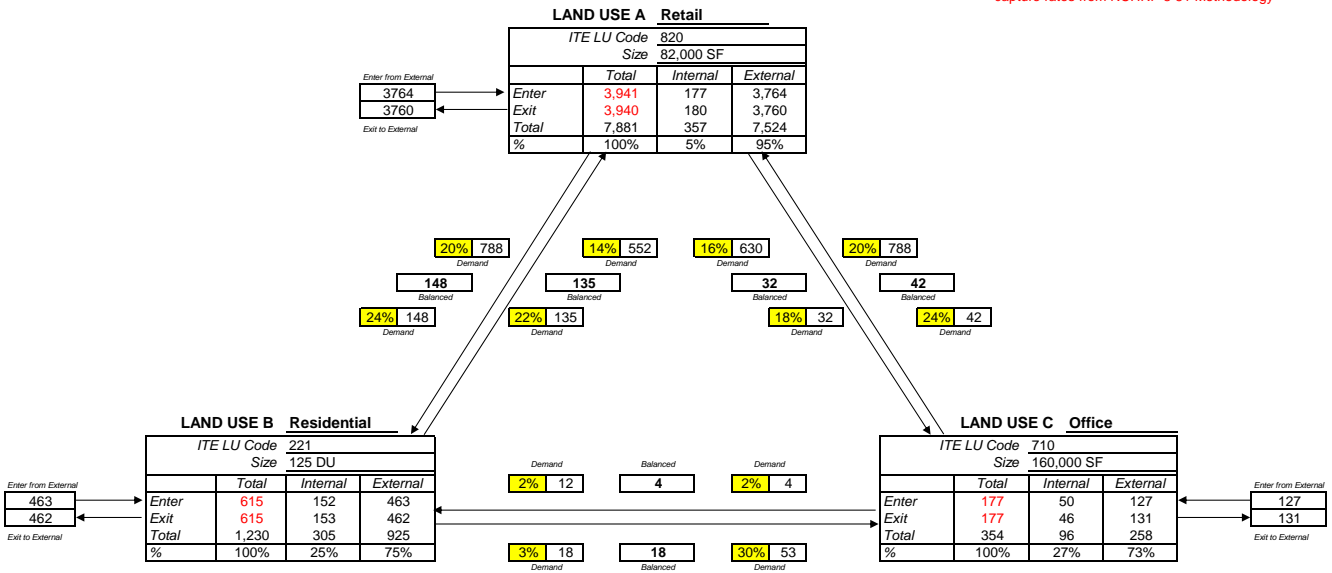 LAND USE A Retail
ITE LU Code 820
Size 82,000 SF
Total Internal External
Enter 3,941 177 3,764
Exit 3,940 180 3,760
Total 7,881 357 7,524
% 100% 5% 95%
Enter from External
3764
3760
Exit to External
20% 788
Demand
14% 552
Demand
16% 630
Demand
20% 788
Demand
148
Balanced
135
Balanced
32
Balanced
42
Balanced
24% 148
Demand
22% 135
Demand
18% 32
Demand
24% 42
Demand
LAND USE B Residential
ITE LU Code 221
Size 125 DU
Total Internal External
Enter 615 152 463
Exit 615 153 462
Total 1,230 305 925
% 100% 25% 75%
Enter from External
463
462
Exit to External
Demand Balanced Demand
2% 12 4 2% 4
3% 18 18 30% 53
Demand Balanced Demand
LAND USE C Office
ITE LU Code 710
Size 160,000 SF
Total Internal External
Enter 177 50 127
Exit 177 46 131
Total 354 96 258
% 100% 27% 73%
Enter from External
127
131
Exit to External